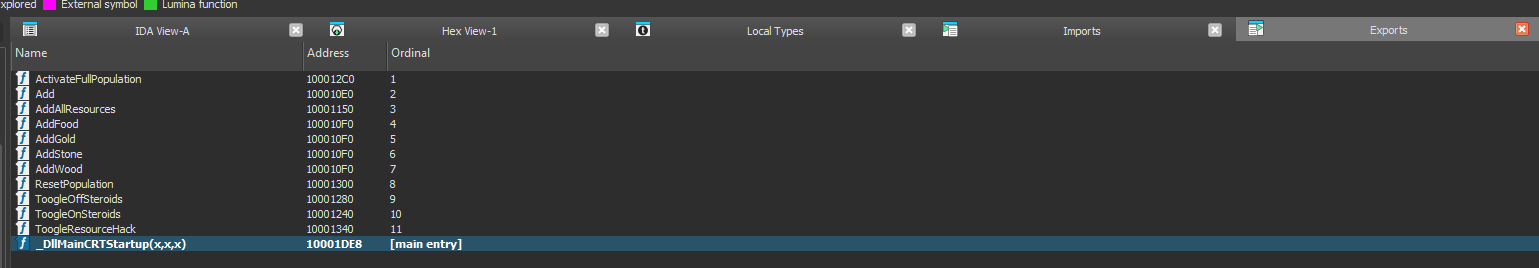 xplored External symbol Lumina function
IDA View-A Hex View-1 Local Types Imports Exports
Name Address Ordinal
ActivateFullPopulation 100012C0 1
Add 100010E0 2
AddAllResources 10001150 3
AddFood 100010F0 4
AddGold 100010F0 5
AddStone 100010F0 6
AddWood 100010F0 7
ResetPopulation 10001300 8
ToogleOffSteroids 10001280 9
ToogleOnSteroids 10001240 10
ToogleResourceHack 10001340 11
_DllMainCRTStartup(x,x,x) 10001DE8 [main entry]